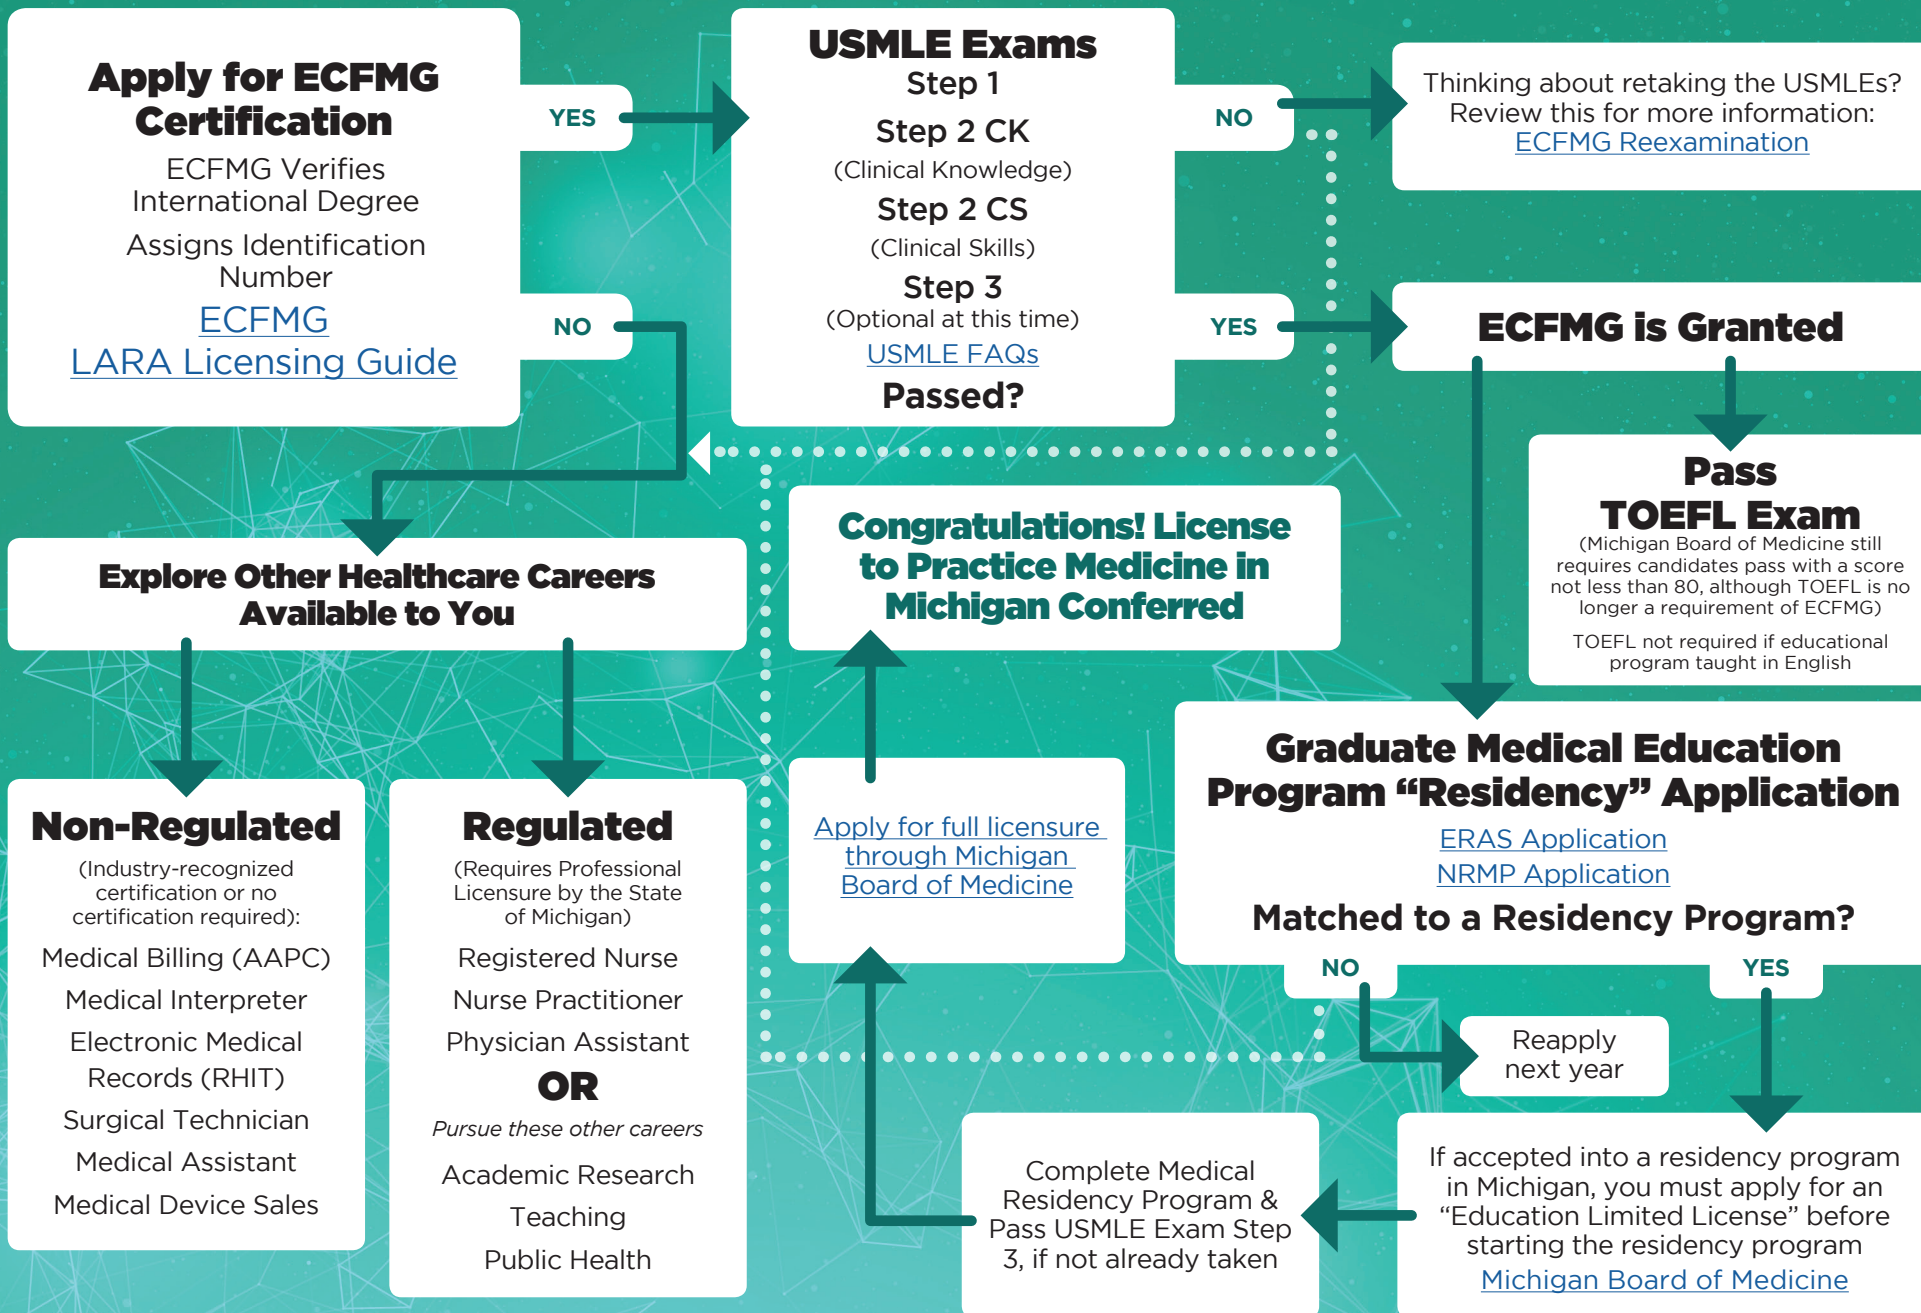 Apply for ECFMG
Certification
ECFMG Verifies
International Degree
Assigns Identification
Number
ECFMG
LARA Licensing Guide
YES
NO
USMLE Exams
Step 1
Step 2 CK
(Clinical Knowledge)
Step 2 CS
(Clinical Skills)
Step 3
(Optional at this time)
USMLE FAQs
Passed?
NO
YES
Thinking about retaking the USMLEs?
Review this for more information:
ECFMG Reexamination
ECFMG is Granted
Pass
TOEFL Exam
(Michigan Board of Medicine still
requires candidates pass with a score
not less than 80, although TOEFL is no
longer a requirement of ECFMG)
TOEFL not required if educational
program taught in English
Explore Other Healthcare Careers
Available to You
Non-Regulated
(Industry-recognized
certification or no
certification required):
Medical Billing (AAPC)
Medical Interpreter
Electronic Medical
Records (RHIT)
Surgical Technician
Medical Assistant
Medical Device Sales
Regulated
(Requires Professional
Licensure by the State
of Michigan)
Registered Nurse
Nurse Practitioner
Physician Assistant
OR
Pursue these other careers
Academic Research
Teaching
Public Health
Congratulations! License
to Practice Medicine in
Michigan Conferred
Apply for full licensure
through Michigan
Board of Medicine
Graduate Medical Education
Program “Residency” Application
ERAS Application
NRMP Application
Matched to a Residency Program?
NO
YES
Reapply
next year
If accepted into a residency program
in Michigan, you must apply for an
“Education Limited License” before
starting the residency program
Michigan Board of Medicine
Complete Medical
Residency Program &
Pass USMLE Exam Step
3, if not already taken